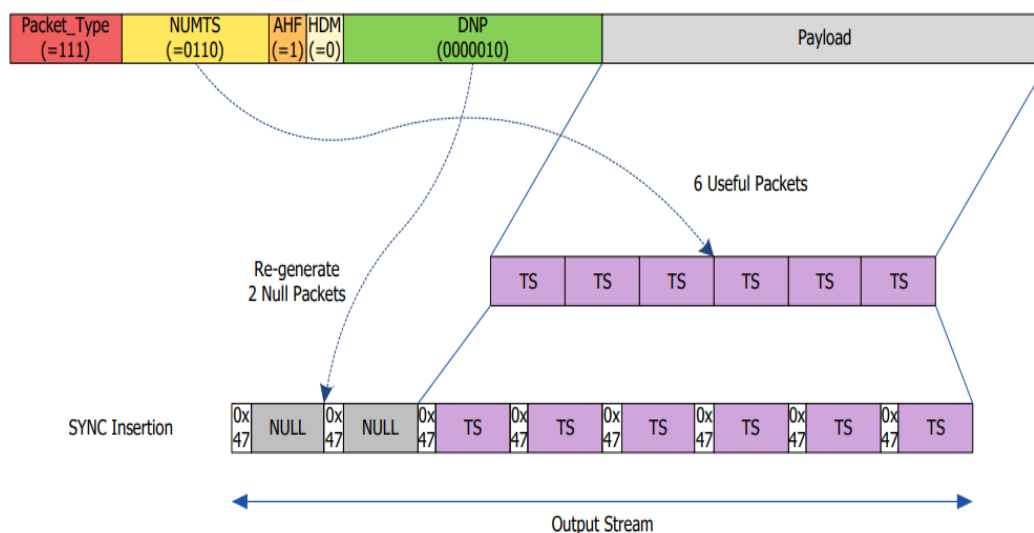 Packet_Type
(=111)
NUMTS
(=0110)
AHF
(=1)
HDM
(=0)
DNP
(0000010)
Payload
6 Useful Packets
Re-generate
2 Null Packets
TS TS TS TS TS TS
SYNC Insertion
0x
47
NULL
0x
47
NULL
0x
47
TS
0x
47
TS
0x
47
TS
0x
47
TS
0x
47
TS
0x
47
TS
Output Stream